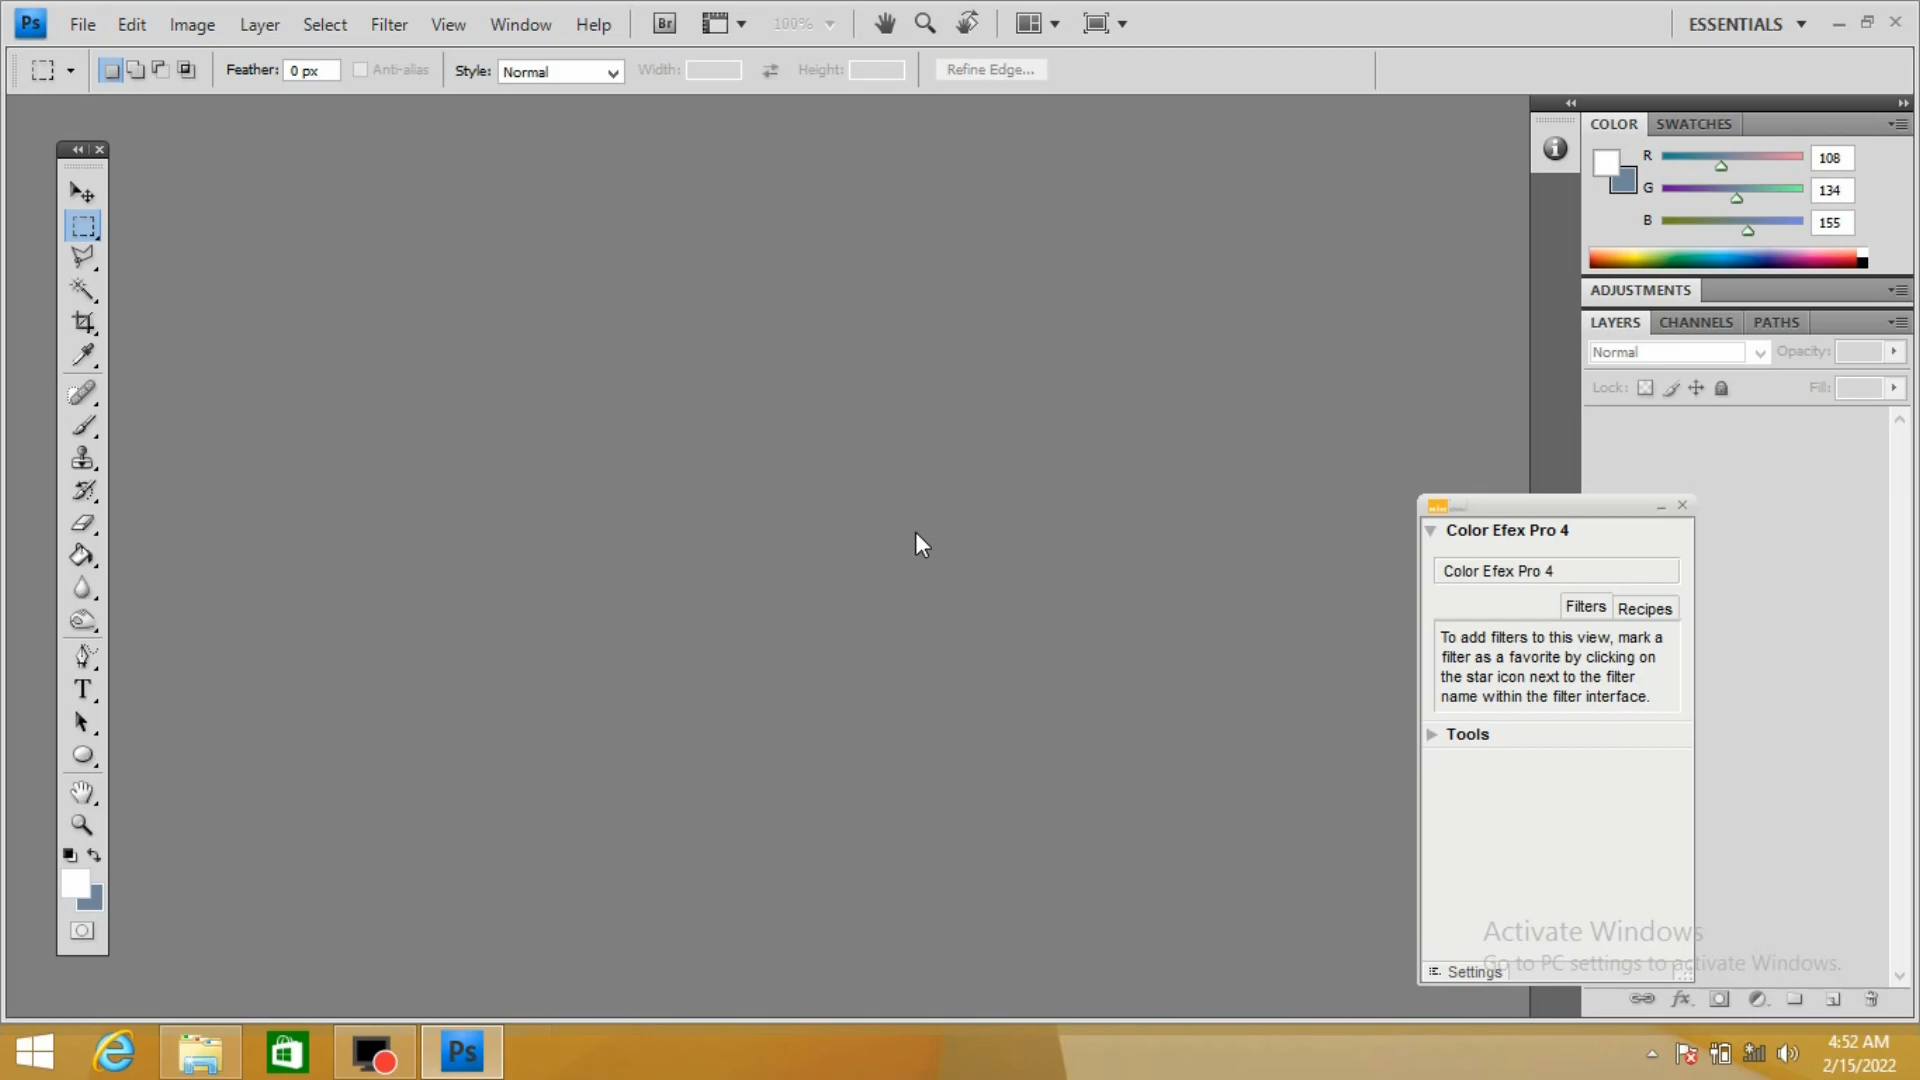 Ps File Edit Image Layer Select Filter View Window Help Br 100% ESSENTIALS
Feather: 0 px Anti-alias Style: Normal Width: Height: Refine Edge...
COLOR SWATCHES
R 108
G 134
B 155
ADJUSTMENTS
LAYERS CHANNELS PATHS
Normal Opacity:
Lock: Fill:
Color Efex Pro 4
Color Efex Pro 4
Filters Recipes
To add filters to this view, mark a
filter as a favorite by clicking on
the star icon next to the filter
name within the filter interface.
Tools
T
Activate Windows
Go to PC settings to activate Windows.
Settings
fx
Ps
4:52 AM
2/15/2022